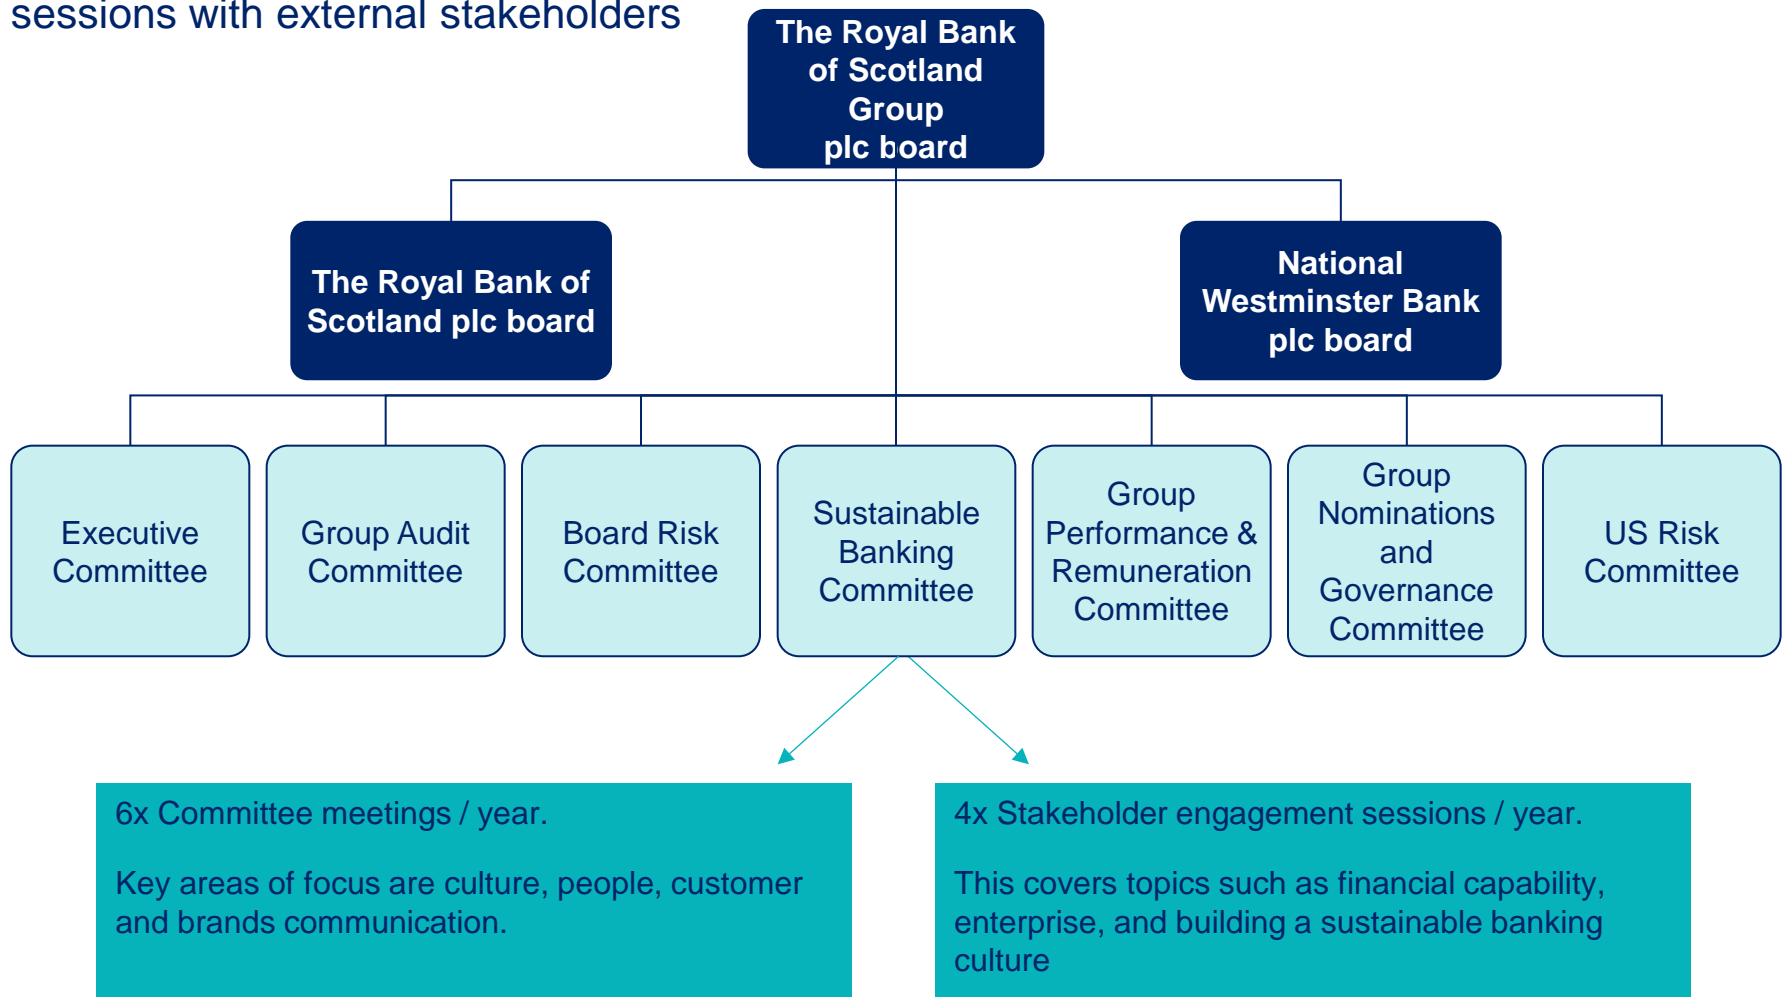 sessions with external stakeholders
The Royal Bank
of Scotland
Group
plc board
The Royal Bank of
Scotland plc board
National
Westminster Bank
plc board
Executive
Committee
Group Audit
Committee
Board Risk
Committee
Sustainable
Banking
Committee
Group
Performance &
Remuneration
Committee
Group
Nominations
and
Governance
Committee
US Risk
Committee
6x Committee meetings / year.
Key areas of focus are culture, people, customer
and brands communication.
4x Stakeholder engagement sessions / year.
This covers topics such as financial capability,
enterprise, and building a sustainable banking
culture